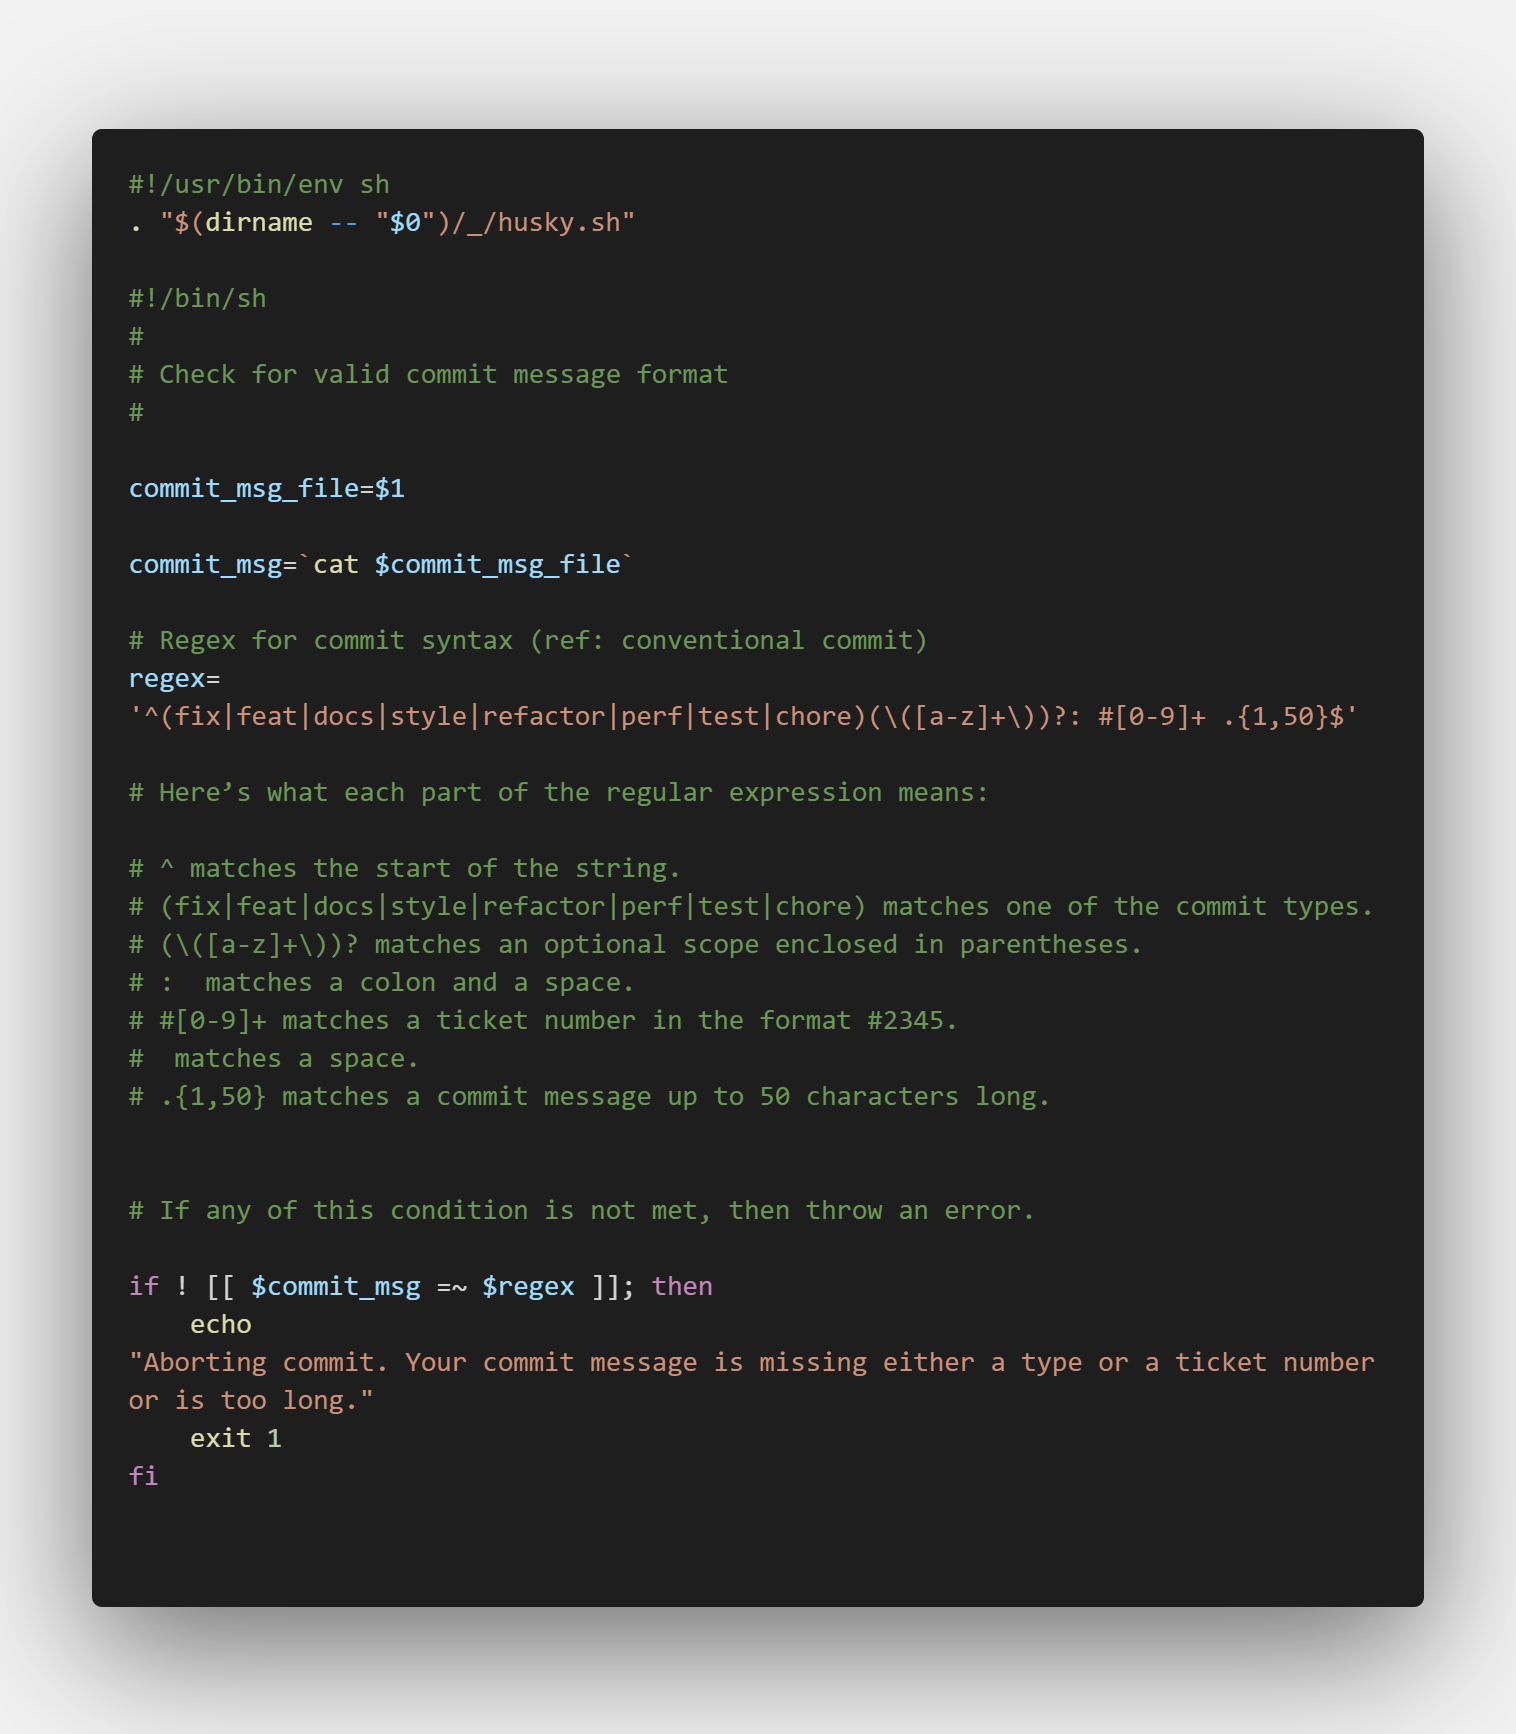 #!/usr/bin/env sh
. "$(dirname -- "$0")/_/husky.sh"

#!/bin/sh
#
# Check for valid commit message format
#

commit_msg_file=$1

commit_msg=`cat $commit_msg_file`

# Regex for commit syntax (ref: conventional commit)
regex=
'^(fix|feat|docs|style|refactor|perf|test|chore)(\([a-z]+\))?: #[0-9]+ .{1,50}$'

# Here’s what each part of the regular expression means:

# ^ matches the start of the string.
# (fix|feat|docs|style|refactor|perf|test|chore) matches one of the commit types.
# (\([a-z]+\))? matches an optional scope enclosed in parentheses.
# :  matches a colon and a space.
# #[0-9]+ matches a ticket number in the format #2345.
#  matches a space.
# .{1,50} matches a commit message up to 50 characters long.


# If any of this condition is not met, then throw an error.

if ! [[ $commit_msg =~ $regex ]]; then
    echo
"Aborting commit. Your commit message is missing either a type or a ticket number
or is too long."
    exit 1
fi